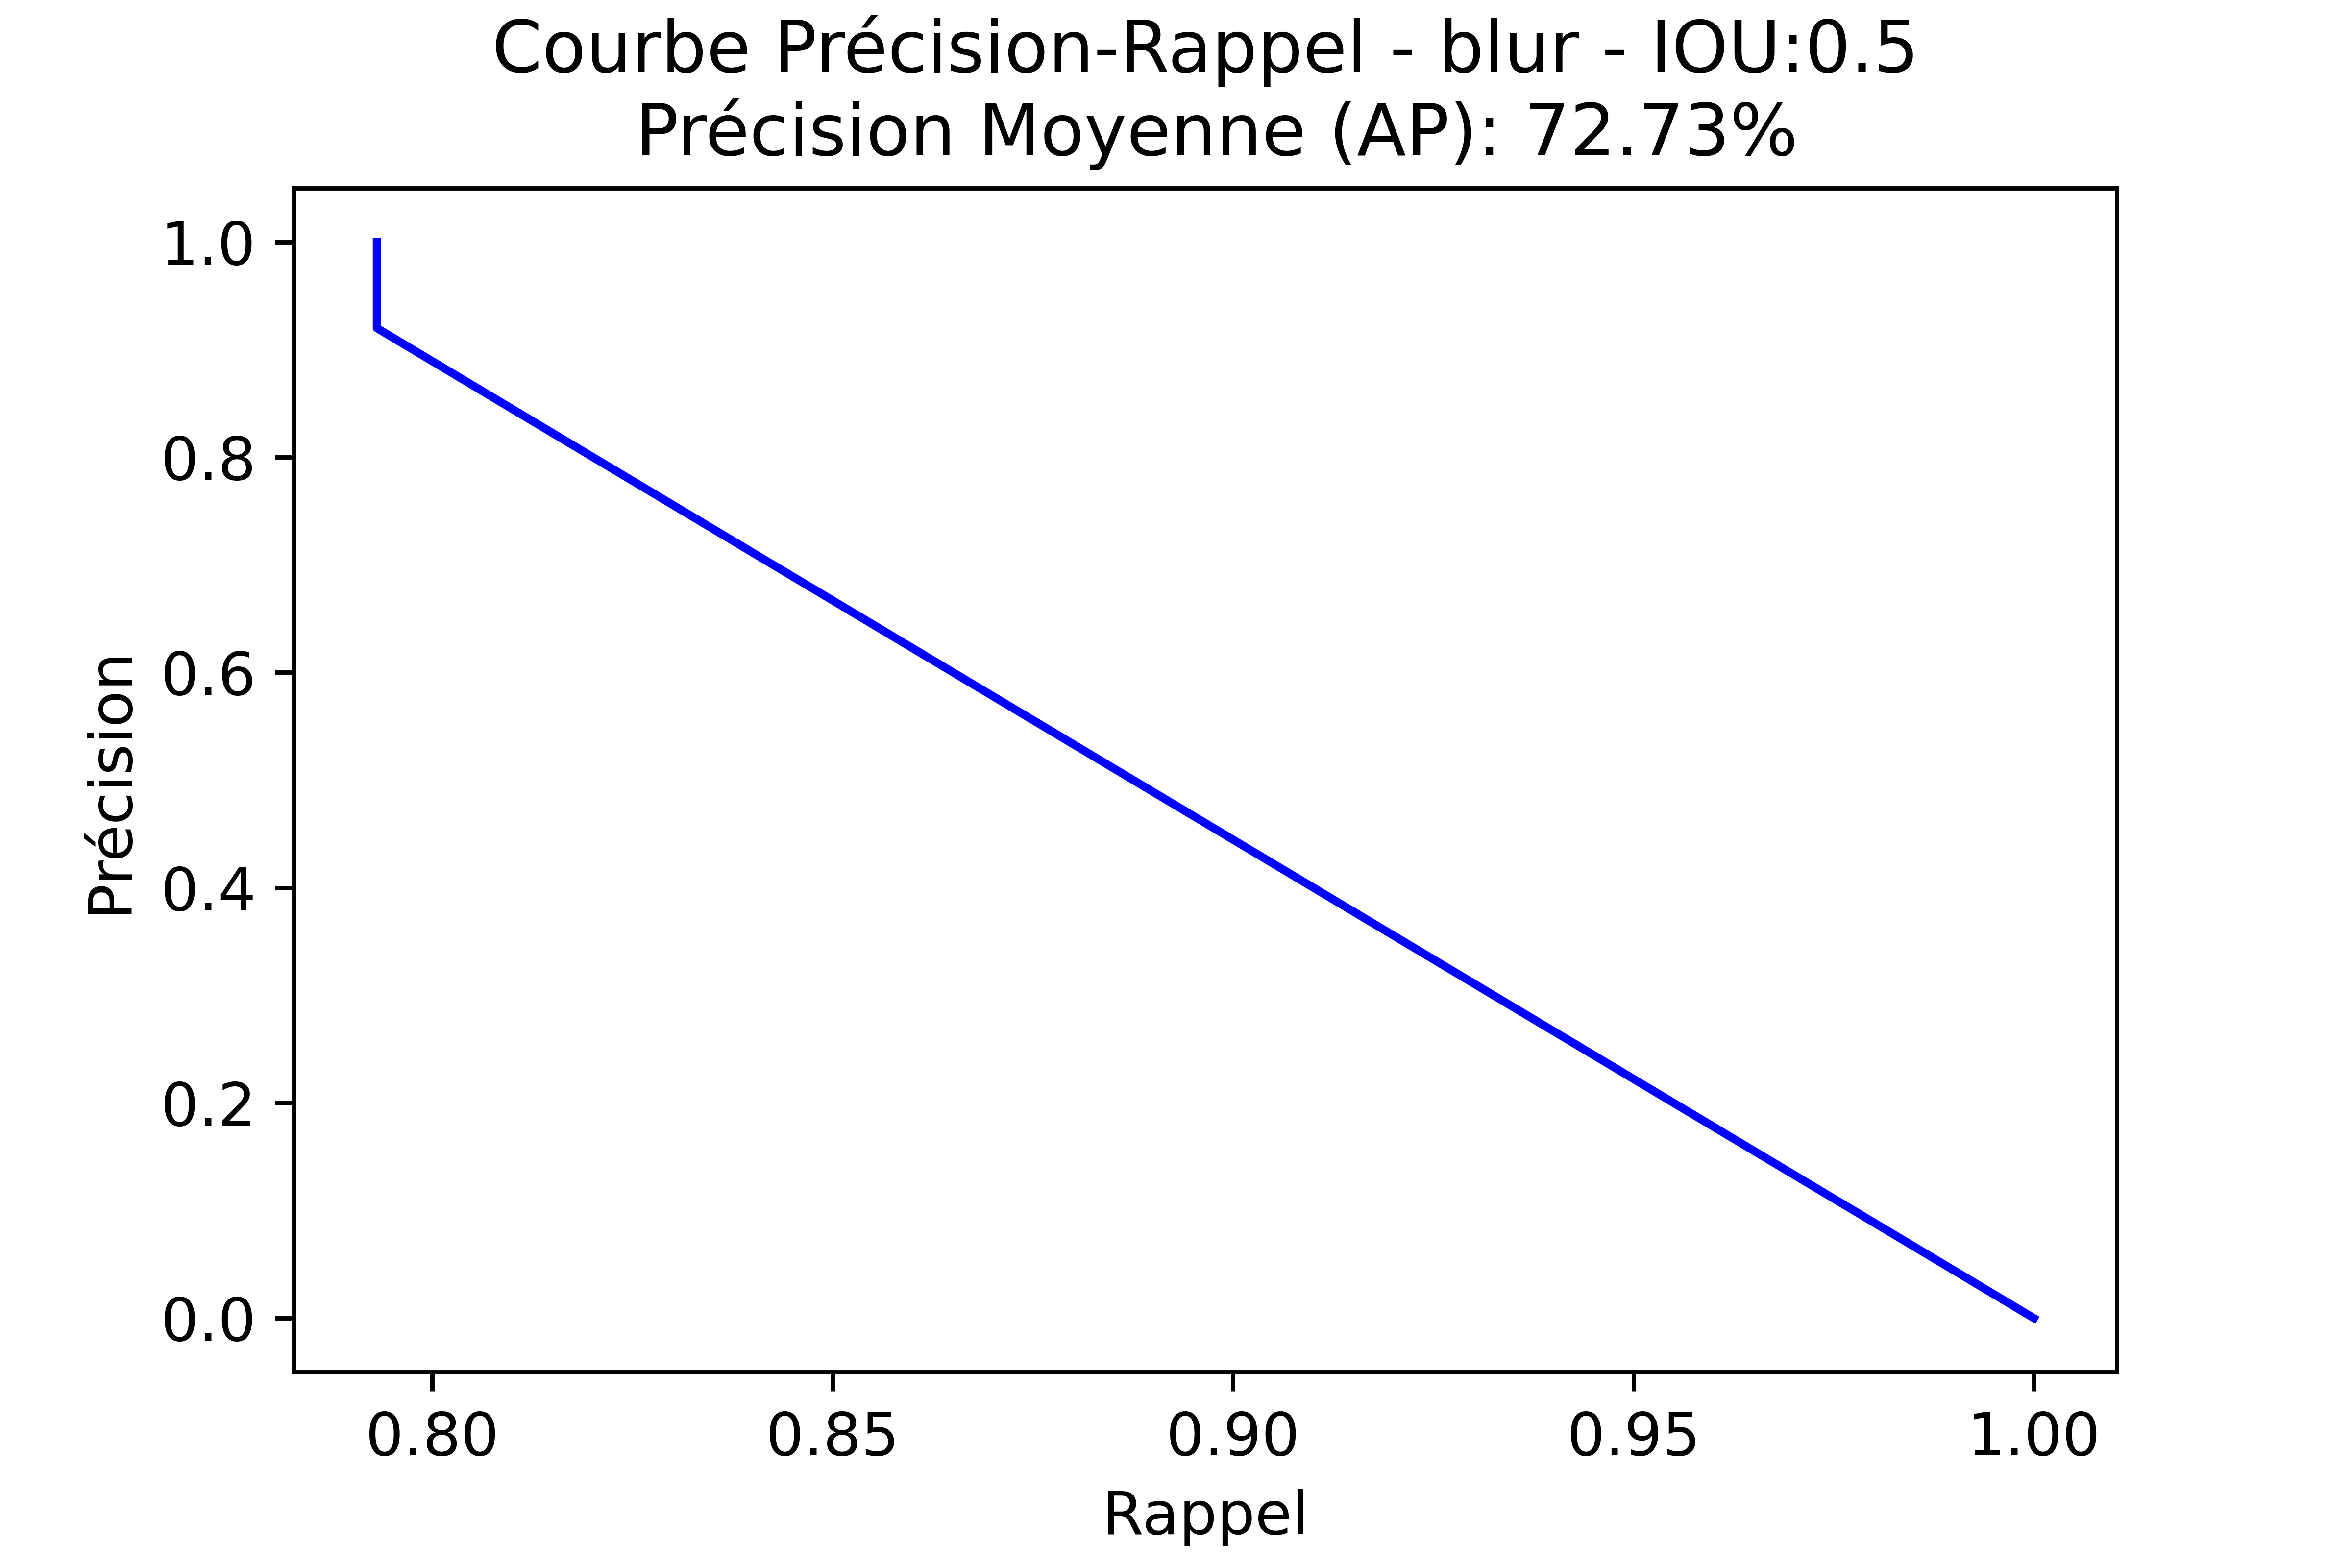 Courbe Précision-Rappel - blur - IOU:0.5
Précision Moyenne (AP): 72.73%
1.0
0.8
0.6
0.4
0.2
0.0
Précision
0.80 0.85 0.90 0.95 1.00
Rappel